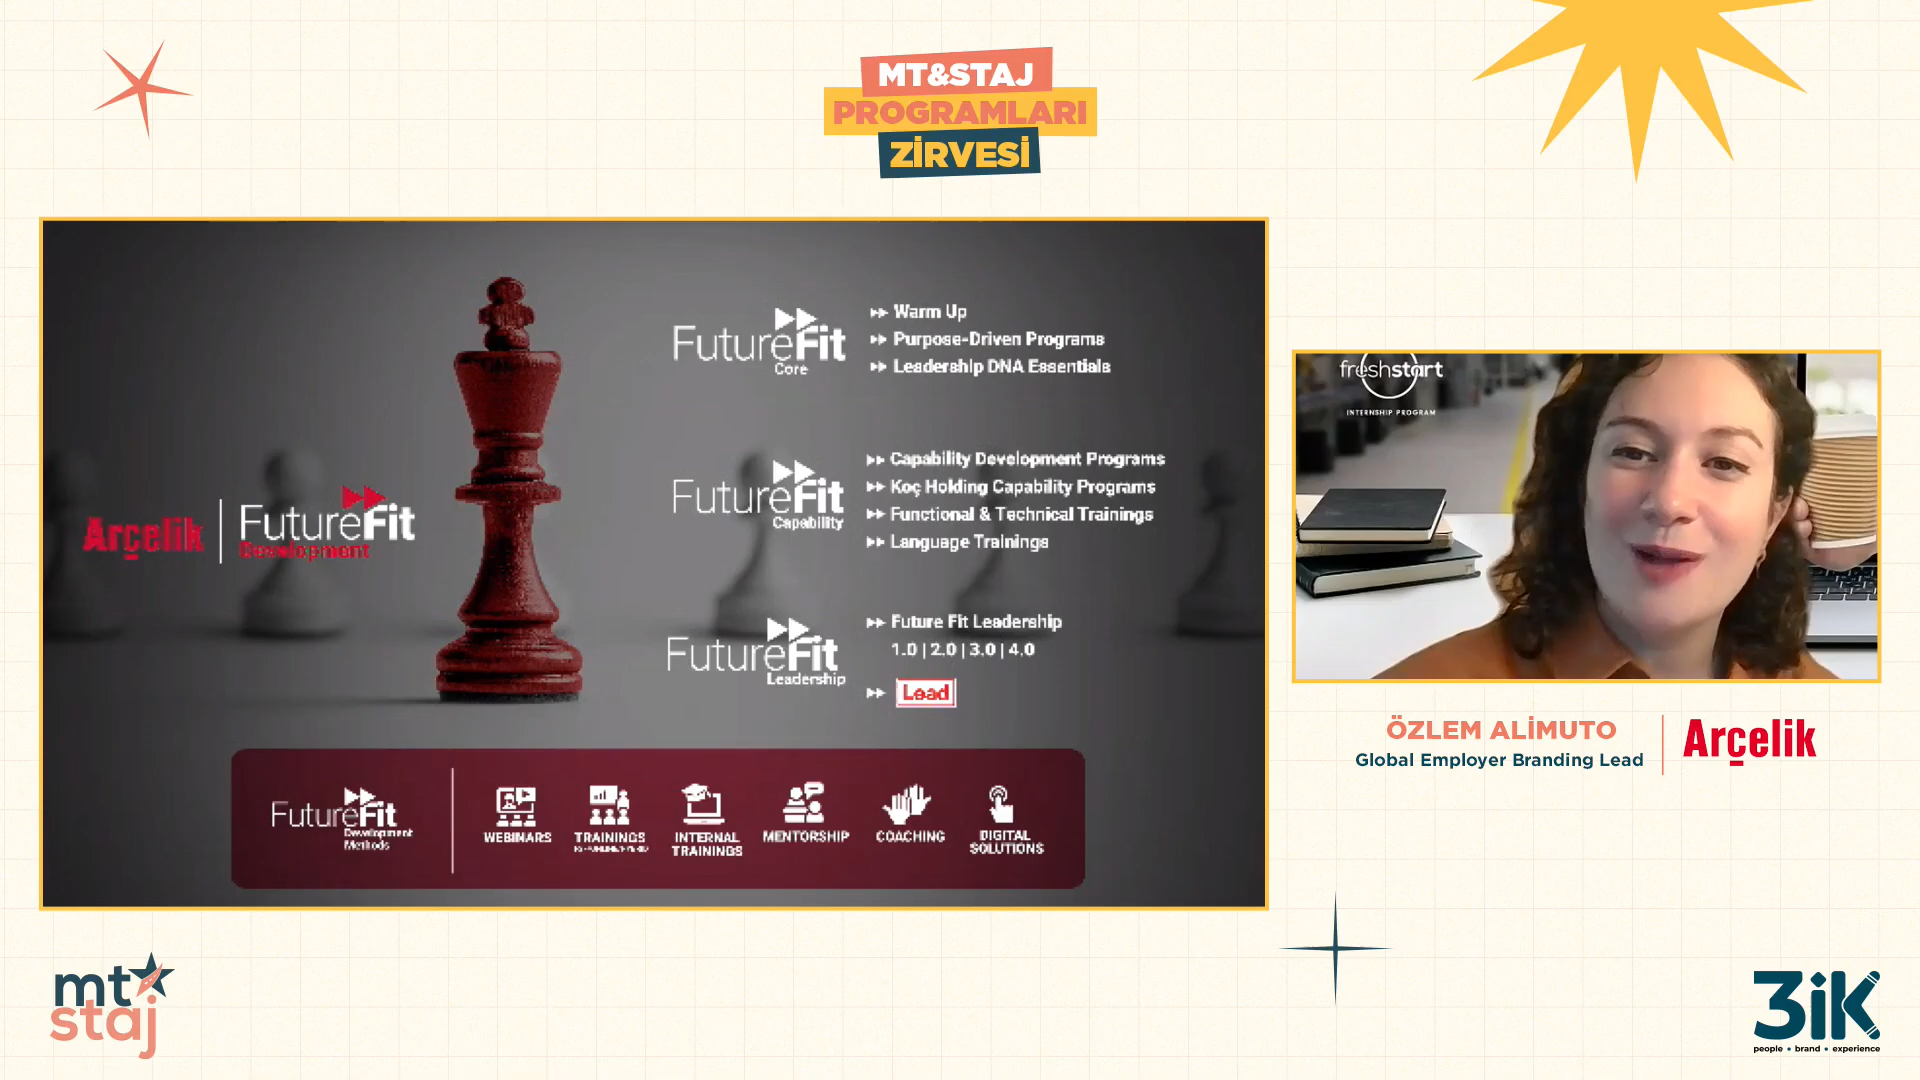 MT&STAJ
PROGRAMLARI
ZİRVESİ
Arçelik
FutureFit
Development
FutureFit
Core
Warm Up
Purpose-Driven Programs
Leadership DNA Essentials
FutureFit
Capability
Capability Development Programs
Koç Holding Capability Programs
Functional & Technical Trainings
Language Trainings
FutureFit
Leadership
Future Fit Leadership
1.0 | 2.0 | 3.0 | 4.0
Lead
FutureFit
Development
Methods
WEBINARS
TRAININGS
INTERNAL
TRAININGS
MENTORSHIP
COACHING
DIGITAL
SOLUTIONS
freshstart
INTERNSHIP PROGRAM
ÖZLEM ALİMUTO
Global Employer Branding Lead
Arçelik
mt
staj
3iK
people • brand • experience